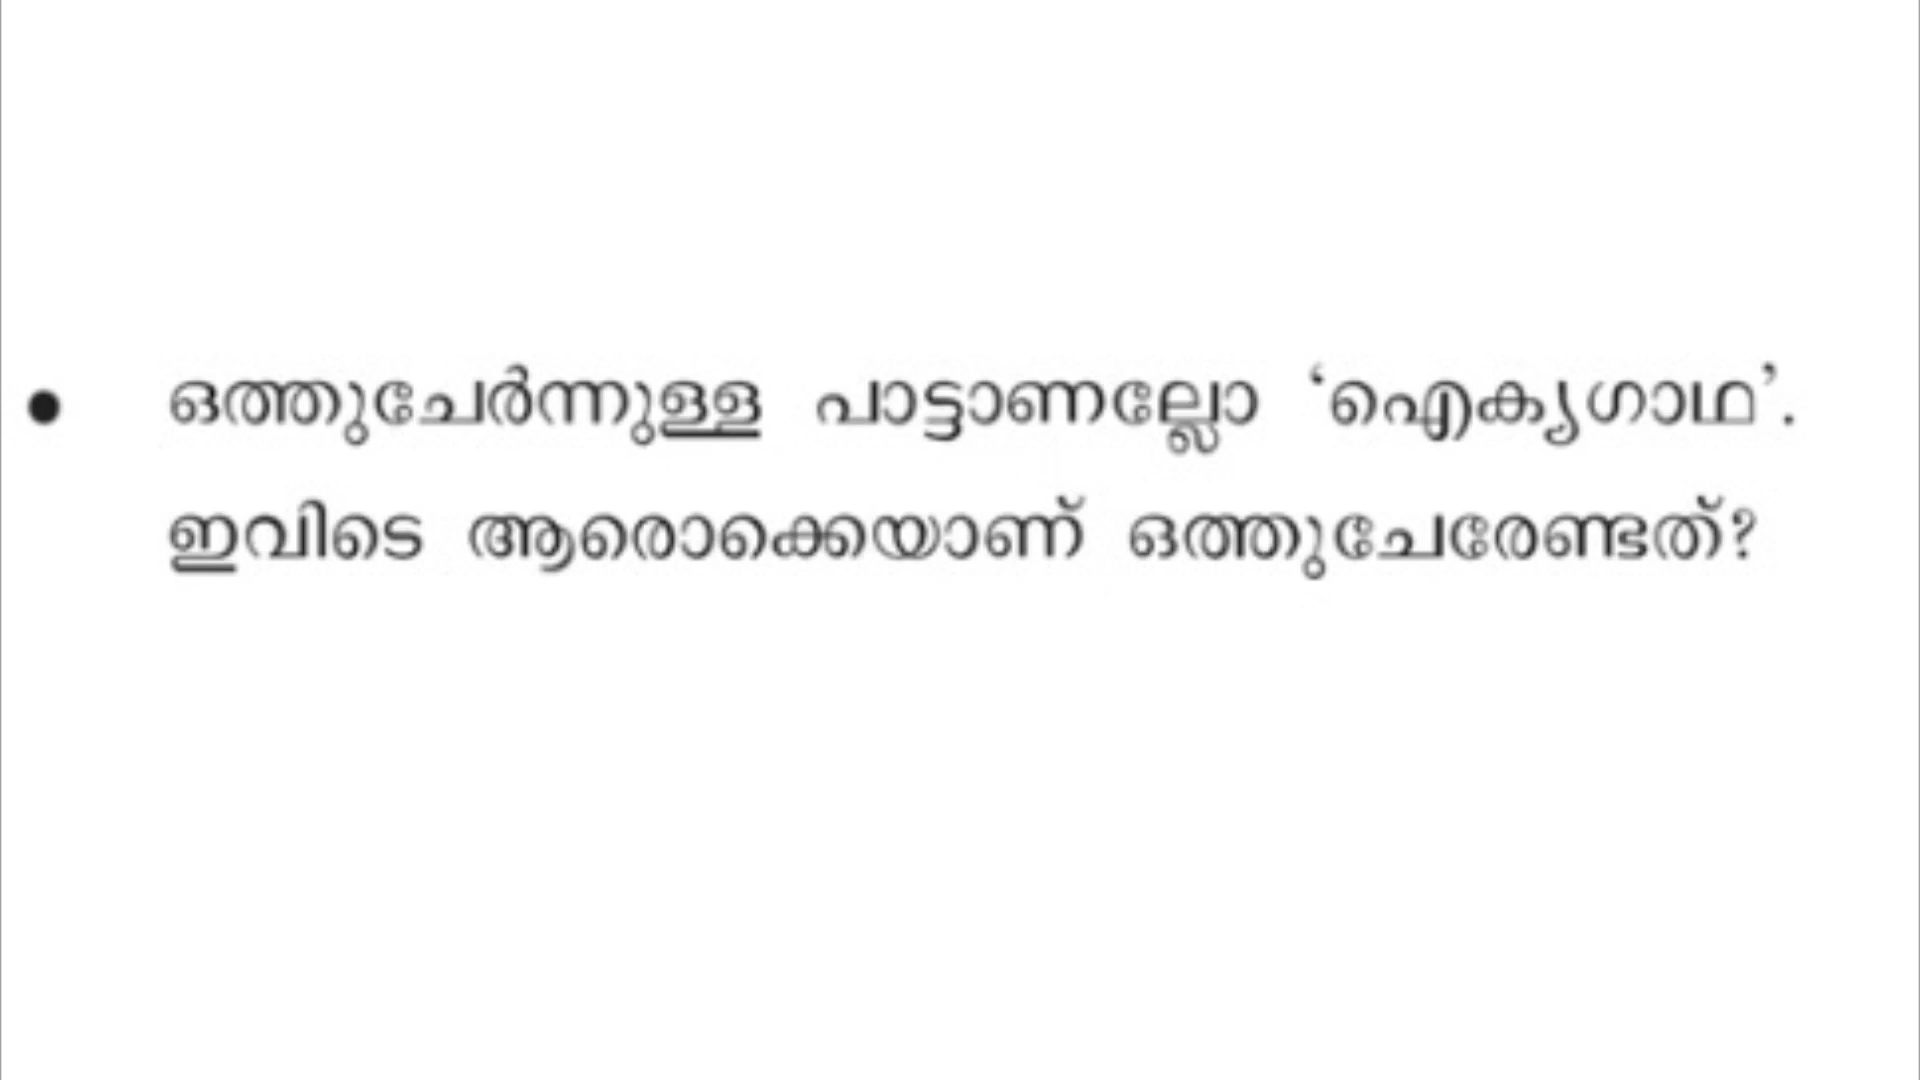 • ഒത്തുചേർന്നുള്ള പാട്ടാണല്ലോ ‘ഐക്യഗാഥ’.
ഇവിടെ ആരൊക്കെയാണ് ഒത്തുചേരേണ്ടത്?